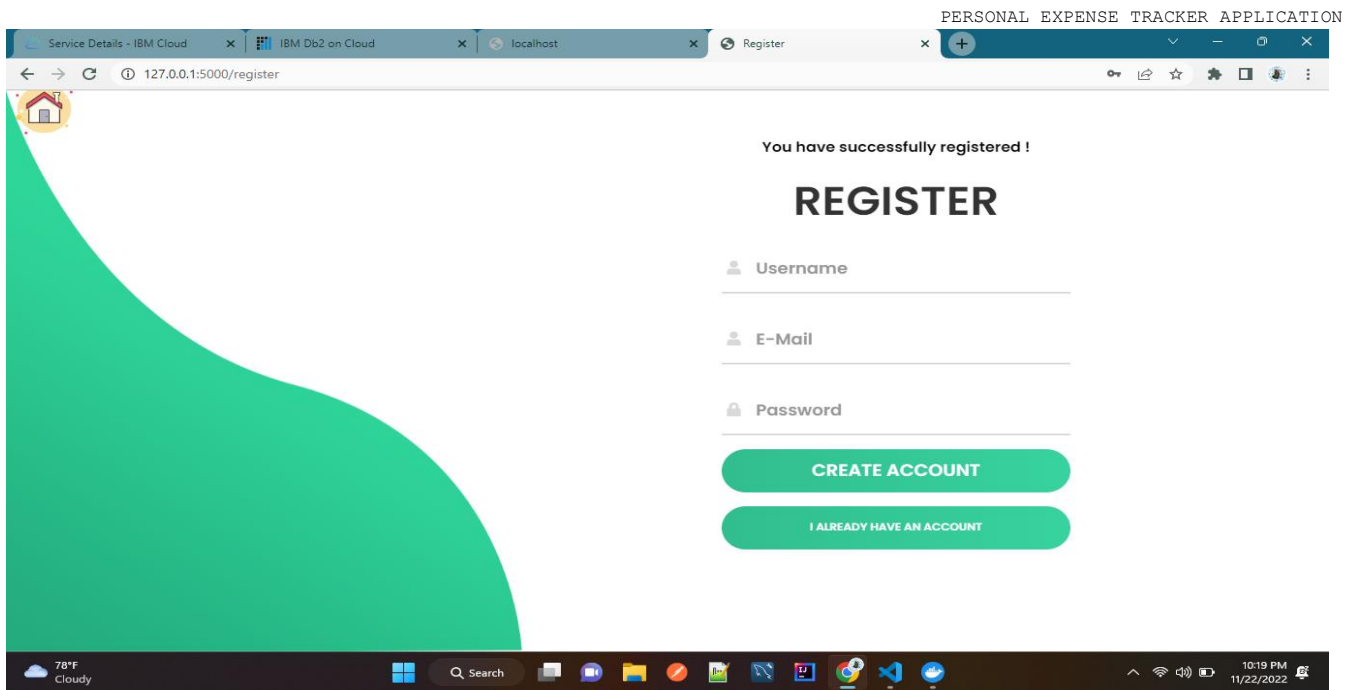 PERSONAL EXPENSE TRACKER APPLICATION
Service Details - IBM Cloud
IBM Db2 on Cloud
localhost
Register
127.0.0.1:5000/register
You have successfully registered !
REGISTER
Username
E-Mail
Password
CREATE ACCOUNT
I ALREADY HAVE AN ACCOUNT
78°F
Cloudy
Search
10:19 PM
11/22/2022